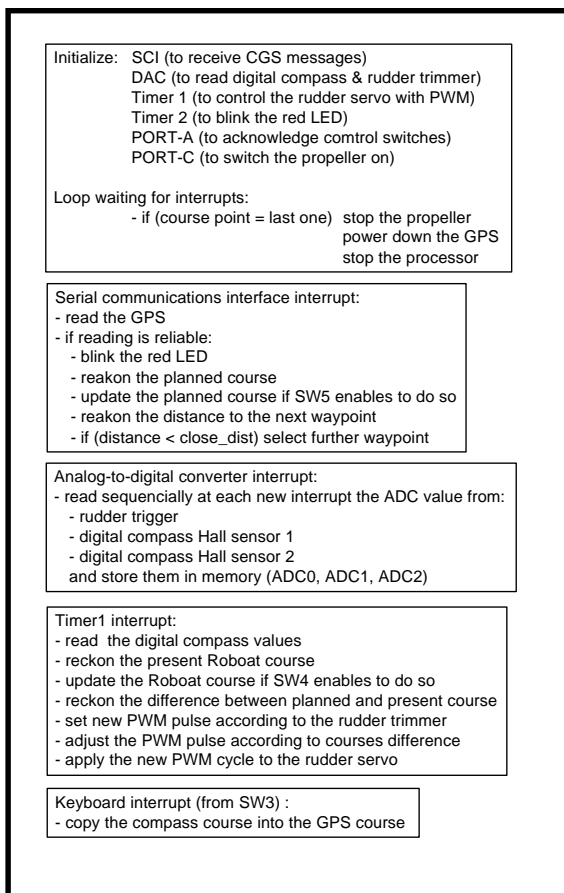 Initialize: SCI (to receive CGS messages)
DAC (to read digital compass & rudder trimmer)
Timer 1 (to control the rudder servo with PWM)
Timer 2 (to blink the red LED)
PORT-A (to acknowledge comtrol switches)
PORT-C (to switch the propeller on)
Loop waiting for interrupts:
- if (course point = last one) stop the propeller
power down the GPS
stop the processor
Serial communications interface interrupt:
- read the GPS
- if reading is reliable:
- blink the red LED
- reakon the planned course
- update the planned course if SW5 enables to do so
- reakon the distance to the next waypoint
- if (distance < close_dist) select further waypoint
Analog-to-digital converter interrupt:
- read sequencially at each new interrupt the ADC value from:
- rudder trigger
- digital compass Hall sensor 1
- digital compass Hall sensor 2
and store them in memory (ADC0, ADC1, ADC2)
Timer1 interrupt:
- read the digital compass values
- reckon the present Roboat course
- update the Roboat course if SW4 enables to do so
- reckon the difference between planned and present course
- set new PWM pulse according to the rudder trimmer
- adjust the PWM pulse according to courses difference
- apply the new PWM cycle to the rudder servo
Keyboard interrupt (from SW3) :
- copy the compass course into the GPS course